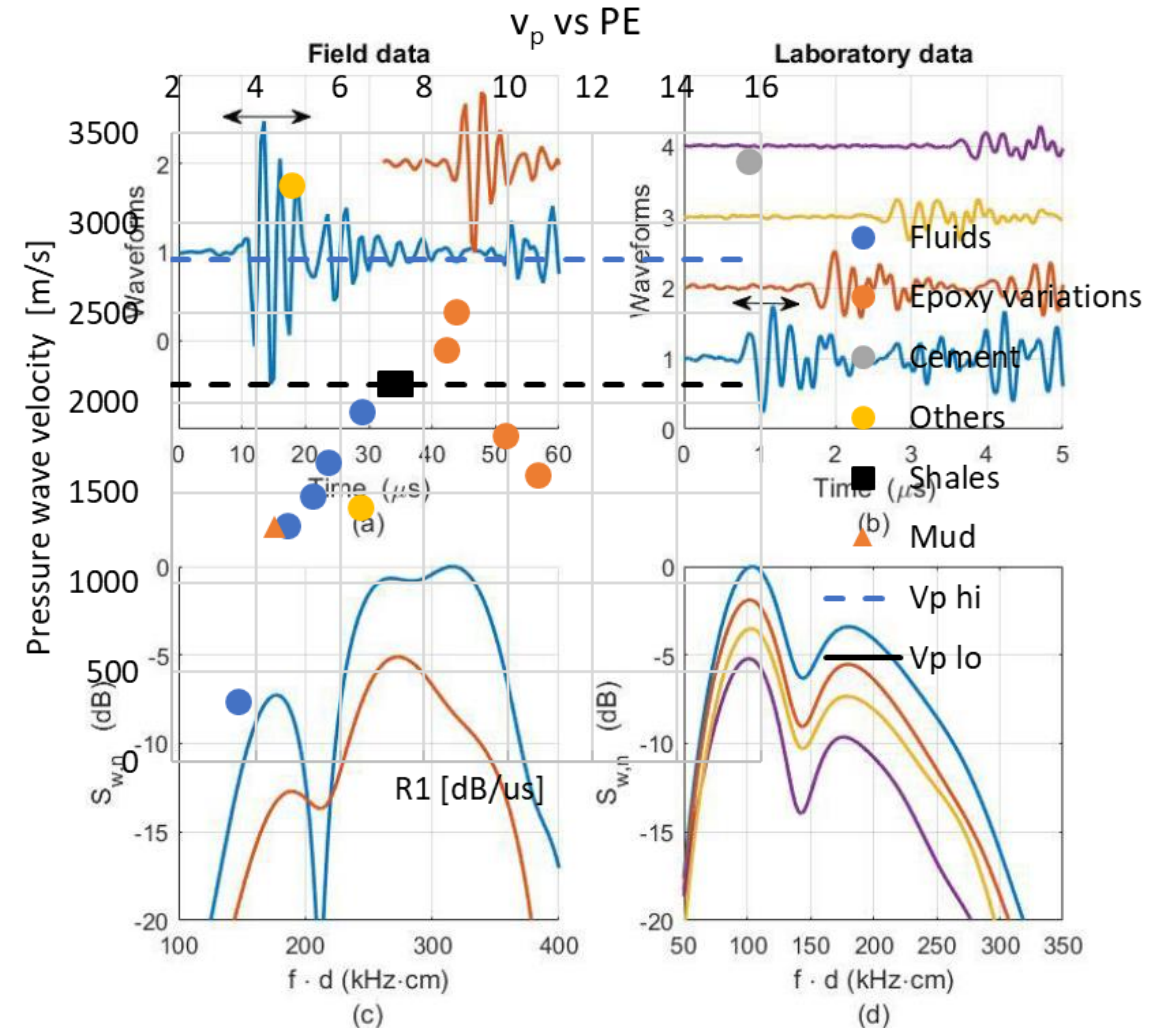 v_p vs PE
Field data
Laboratory data
2 4 6 8 10 12 14 16
3500
3000
2500
2000
1500
1000
500
0
Pressure wave velocity [m/s]
Waveforms
2
1
0
0 10 20 30 40 50 60
Time (μs)
(a)
Waveforms
4
3
2
1
0
0 1 2 3 4 5
Time (μs)
(b)
Fluids
Epoxy variations
Cement
Others
Shales
Mud
Vp hi
Vp lo
R1 [dB/us]
S_w,n (dB)
0
-5
-10
-15
-20
100 200 300 400
f · d (kHz·cm)
(c)
S_w,n (dB)
0
-5
-10
-15
-20
50 100 150 200 250 300 350
f · d (kHz·cm)
(d)